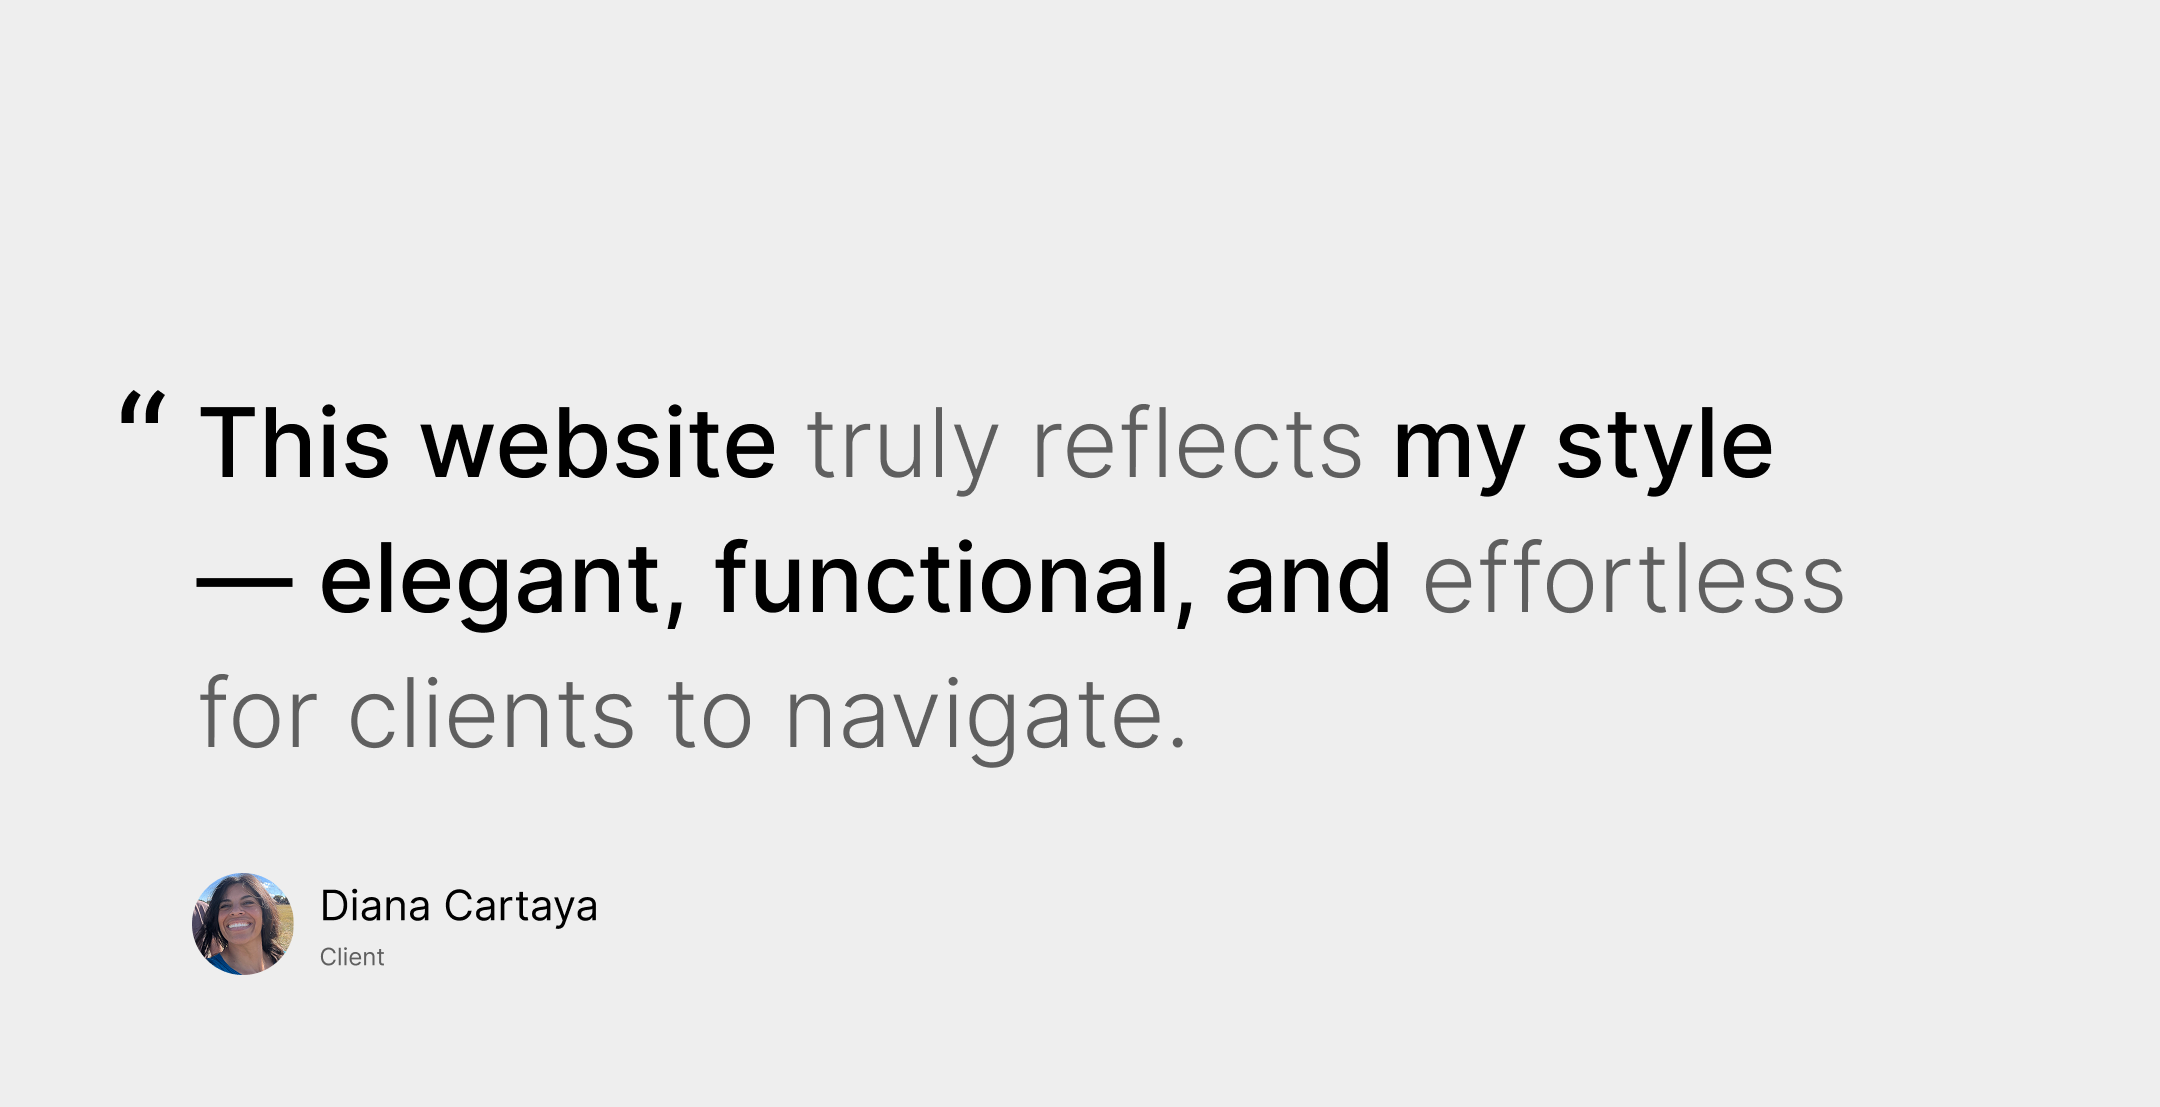 “ This website truly reflects my style
— elegant, functional, and effortless
for clients to navigate.
Diana Cartaya
Client